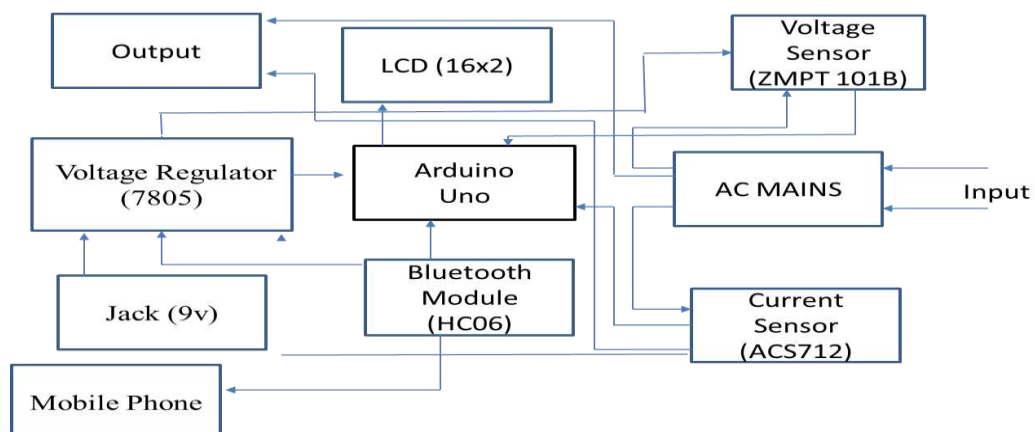 Output
LCD (16x2)
Voltage
Sensor
(ZMPT 101B)
Voltage Regulator
(7805)
Arduino
Uno
AC MAINS
Input
Jack (9v)
Bluetooth
Module
(HC06)
Current
Sensor
(ACS712)
Mobile Phone